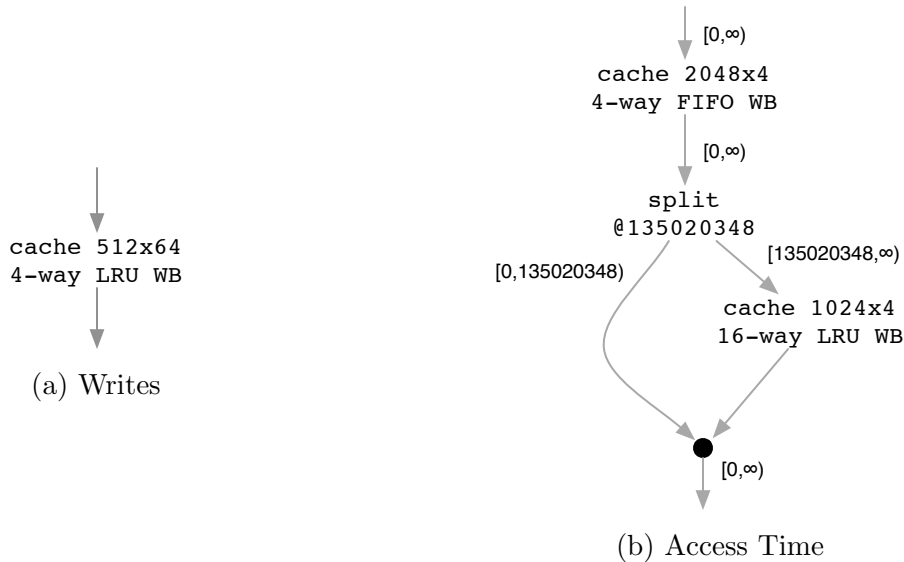 cache 512x64
4-way LRU WB
(a) Writes
[0,∞)
cache 2048x4
4-way FIFO WB
[0,∞)
split
@135020348
[0,135020348)
[135020348,∞)
cache 1024x4
16-way LRU WB
[0,∞)
(b) Access Time